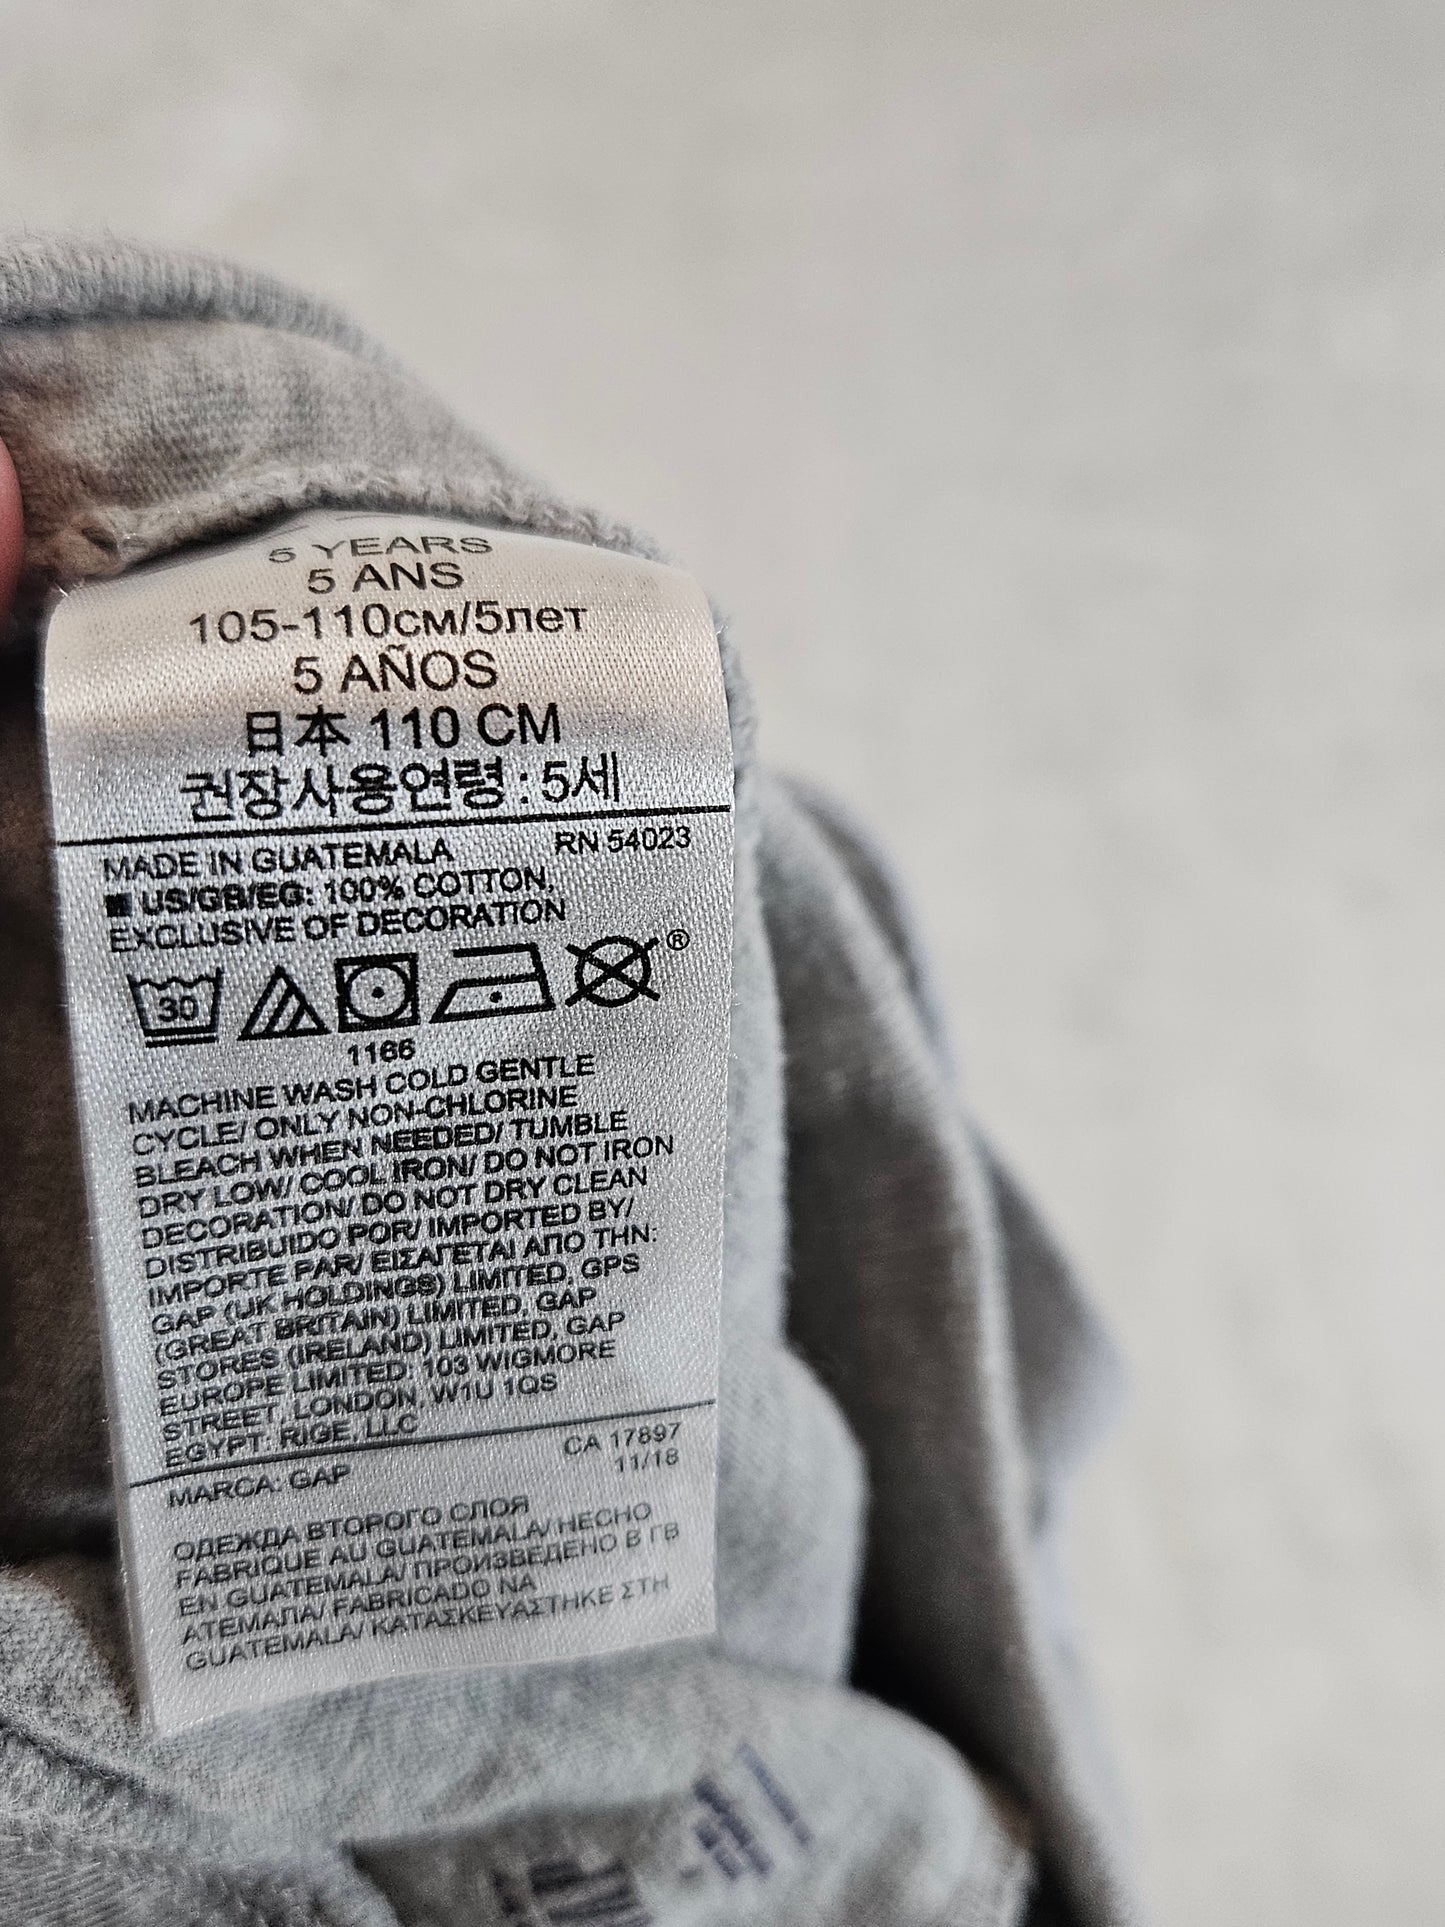 5 YEARS
5 ANS
105-110см/5лет
5 AÑOS
日本 110 CM
권장사용연령 : 5세
MADE IN GUATEMALA RN 54023
US/GB/EG: 100% COTTON,
EXCLUSIVE OF DECORATION
30 ®
1166
MACHINE WASH COLD GENTLE
CYCLE/ ONLY NON-CHLORINE
BLEACH WHEN NEEDED/ TUMBLE
DRY LOW/ COOL IRON/ DO NOT IRON
DECORATION/ DO NOT DRY CLEAN
DISTRIBUIDO POR/ IMPORTED BY/
IMPORTE PAR/ ΕΙΣΑΓΕΤΑΙ ΑΠΟ ΤΗΝ:
GAP (UK HOLDINGS) LIMITED, GPS
(GREAT BRITAIN) LIMITED, GAP
STORES (IRELAND) LIMITED, GAP
EUROPE LIMITED: 103 WIGMORE
STREET, LONDON, W1U 1QS
EGYPT: RIGE, LLC
CA 17897
MARCA: GAP 11/18
ОДЕЖДА ВТОРОГО СЛОЯ
FABRIQUE AU GUATEMALA/ HECHO
EN GUATEMALA/ ПРОИЗВЕДЕНО В ГВ
АТЕМАЛА/ FABRICADO NA
GUATEMALA/ ΚΑΤΑΣΚΕΥΑΣΤΗΚΕ ΣΤΗ